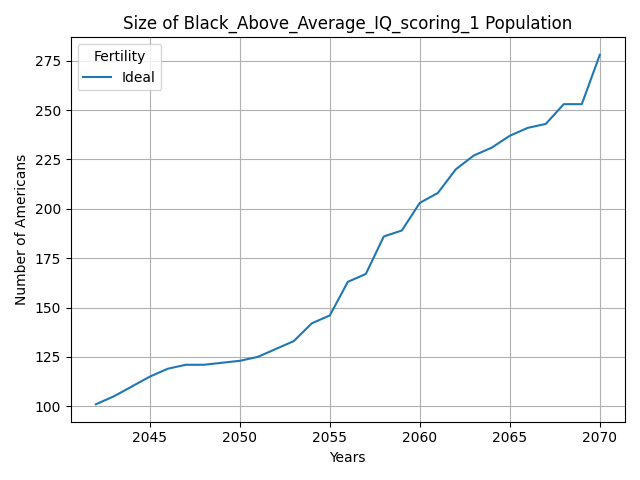 Size of Black_Above_Average_IQ_scoring_1 Population
Fertility
Ideal
Number of Americans
275
250
225
200
175
150
125
100
2045 2050 2055 2060 2065 2070
Years